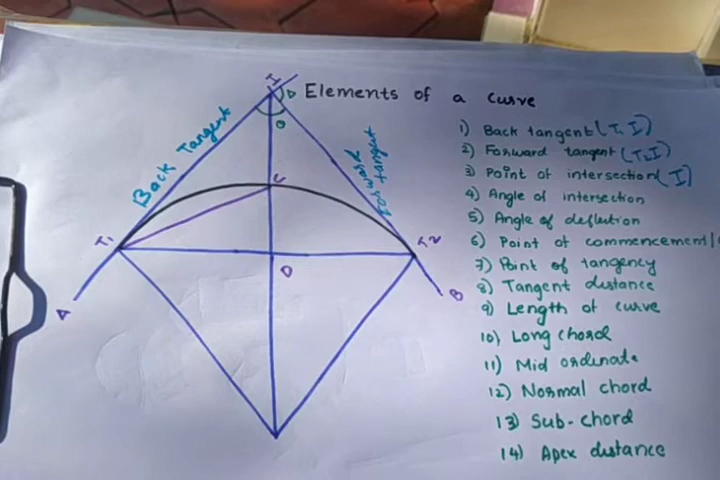 I
D
Elements of a Curve
Back Tangent
Forward tangent
θ
C
T1
T2
D
A
B
1) Back tangent (T1 I)
2) Forward tangent (T2 I)
3) Point of intersection (I)
4) Angle of intersection
5) Angle of deflection
6) Point of commencement/
7) Point of tangency
8) Tangent distance
9) Length of curve
10) Long chord
11) Mid ordinate
12) Normal chord
13) Sub-chord
14) Apex distance